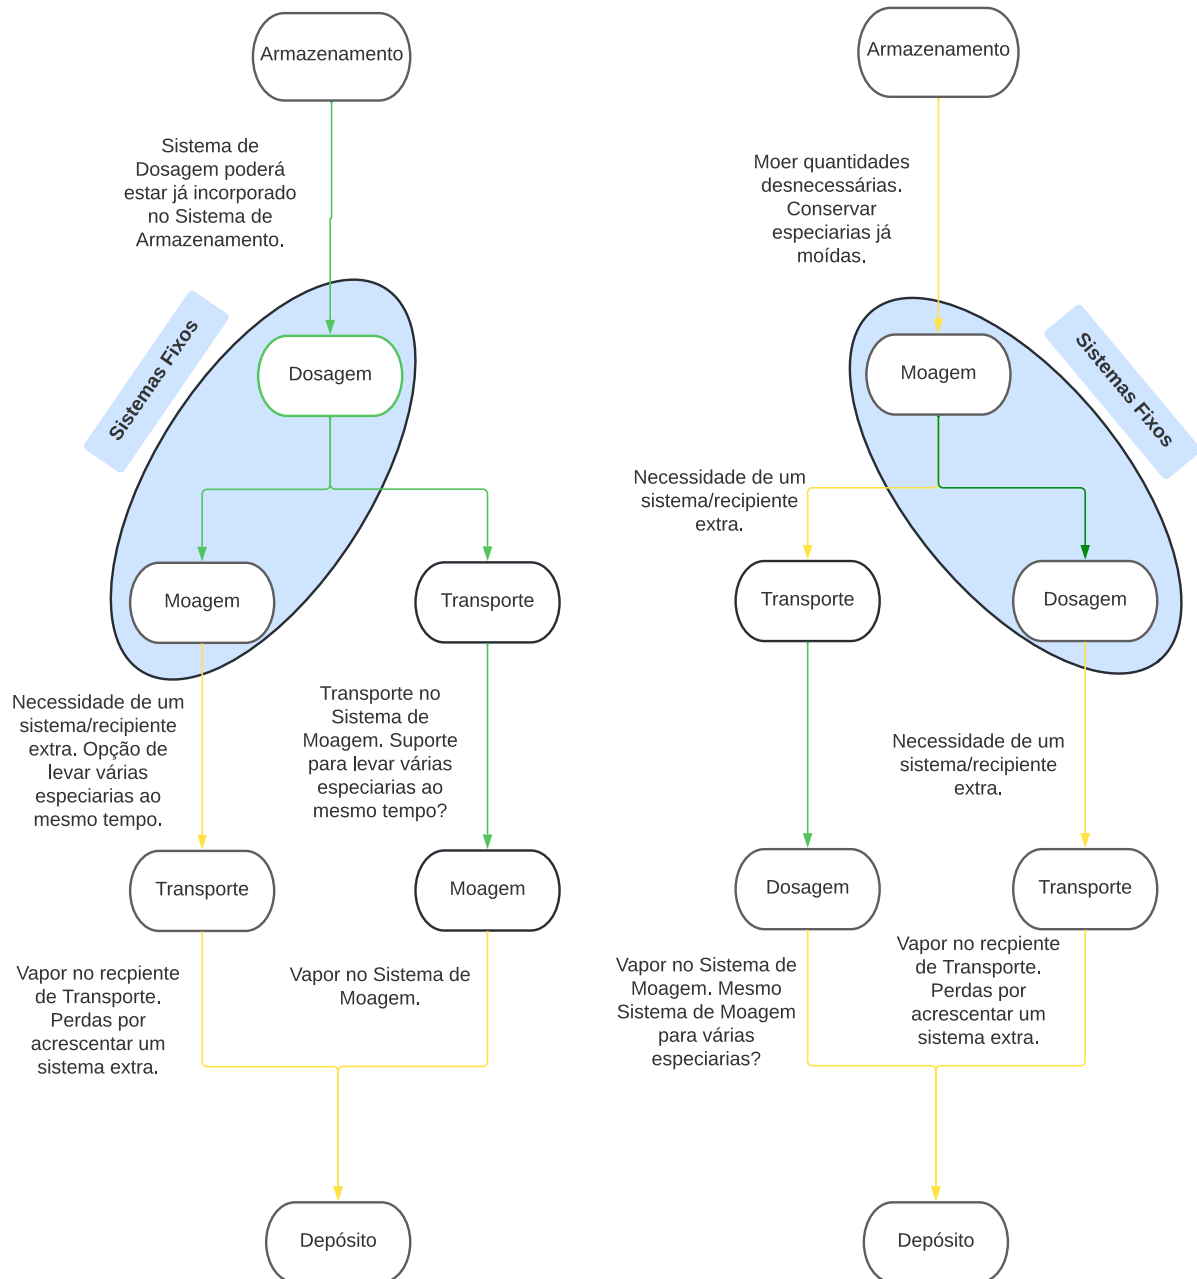 Armazenamento
Sistema de
Dosagem poderá
estar já incorporado
no Sistema de
Armazenamento.
Sistemas Fixos
Dosagem
Moagem
Transporte
Necessidade de um
sistema/recipiente
extra. Opção de
levar várias
especiarias ao
mesmo tempo.
Transporte no
Sistema de
Moagem. Suporte
para levar várias
especiarias ao
mesmo tempo?
Transporte
Moagem
Vapor no recpiente
de Transporte.
Perdas por
acrescentar um
sistema extra.
Vapor no Sistema de
Moagem.
Depósito
Armazenamento
Moer quantidades
desnecessárias.
Conservar
especiarias já
moídas.
Sistemas Fixos
Moagem
Necessidade de um
sistema/recipiente
extra.
Transporte
Dosagem
Necessidade de um
sistema/recipiente
extra.
Dosagem
Transporte
Vapor no Sistema de
Moagem. Mesmo
Sistema de Moagem
para várias
especiarias?
Vapor no recpiente
de Transporte.
Perdas por
acrescentar um
sistema extra.
Depósito